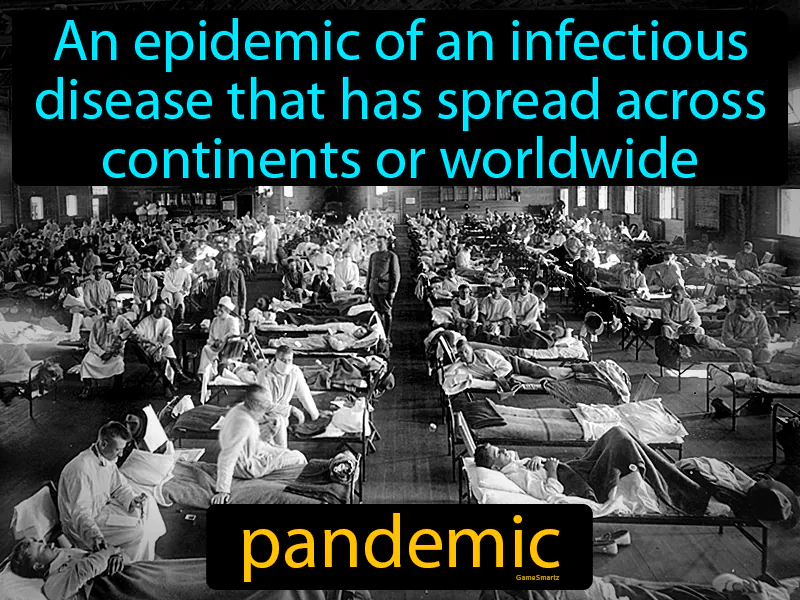 An epidemic of an infectious
disease that has spread across
continents or worldwide
pandemic
GameSmartz